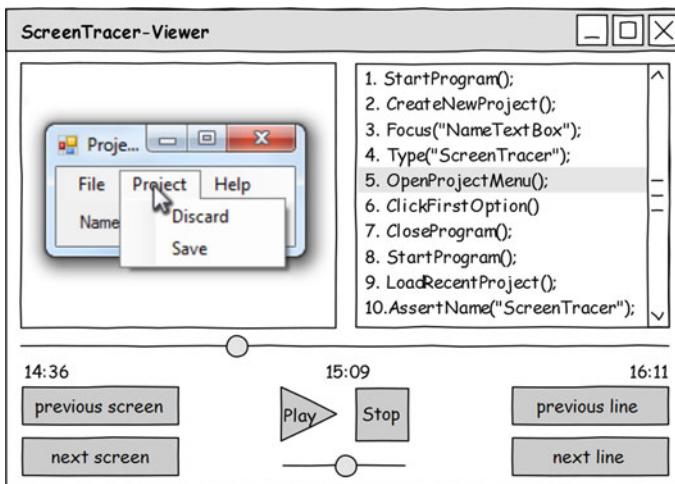 ScreenTracer-Viewer
Proje...
File Project Help
Name
Discard
Save
1. StartProgram();
2. CreateNewProject();
3. Focus("NameTextBox");
4. Type("ScreenTracer");
5. OpenProjectMenu();
6. ClickFirstOption()
7. CloseProgram();
8. StartProgram();
9. LoadRecentProject();
10.AssertName("ScreenTracer");
14:36 15:09 16:11
previous screen
Play
Stop
previous line
next screen
next line